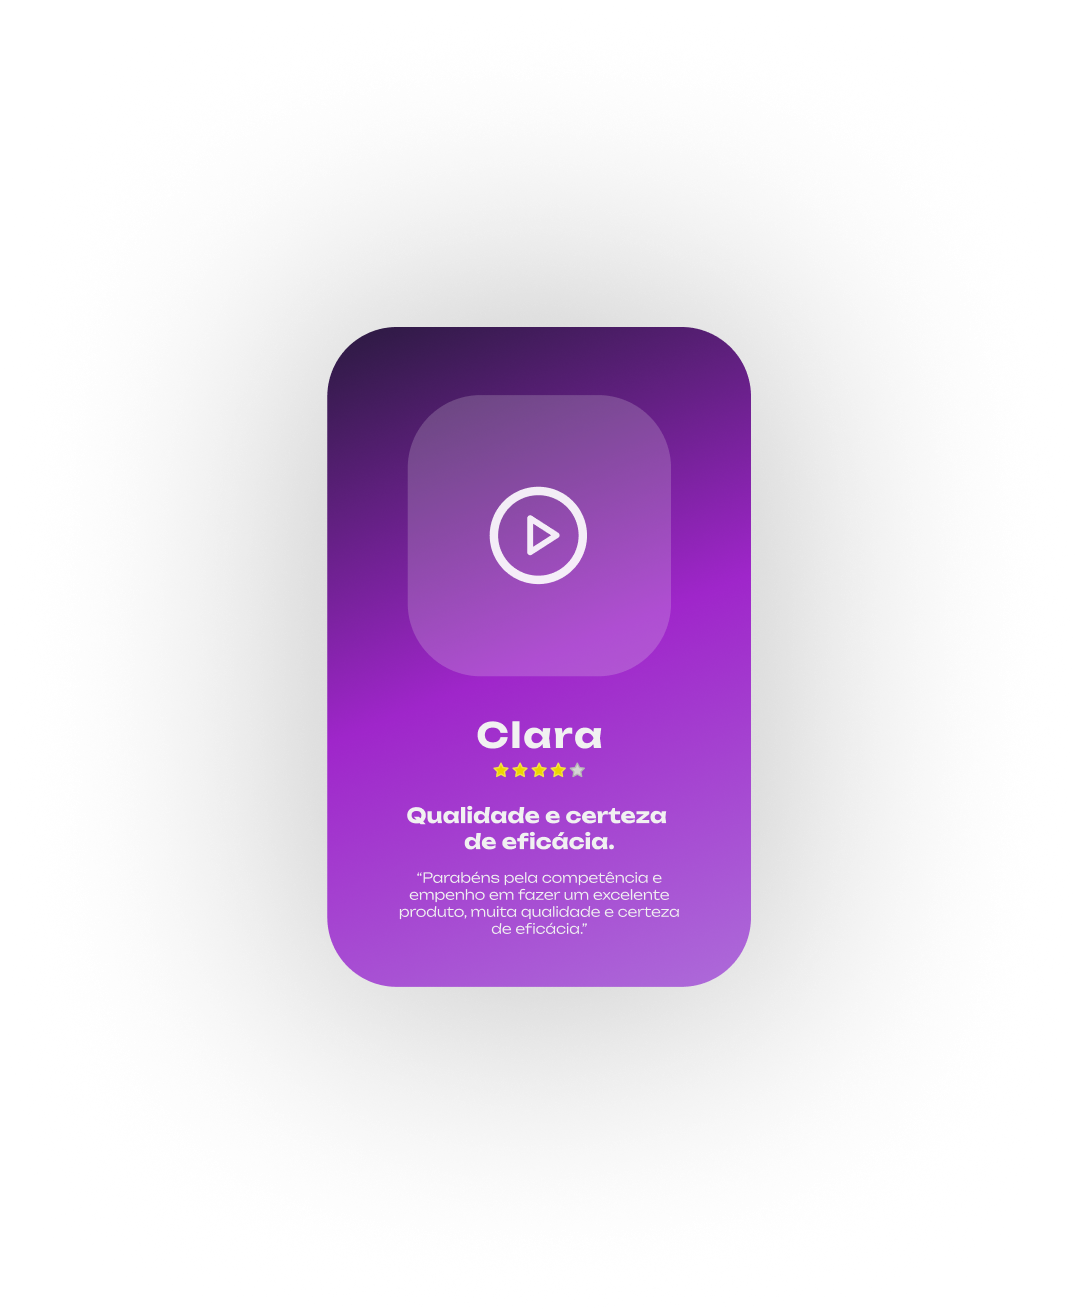 Clara
Qualidade e certeza
de eficácia.
“Parabéns pela competência e
empenho em fazer um excelente
produto, muita qualidade e certeza
de eficácia.”